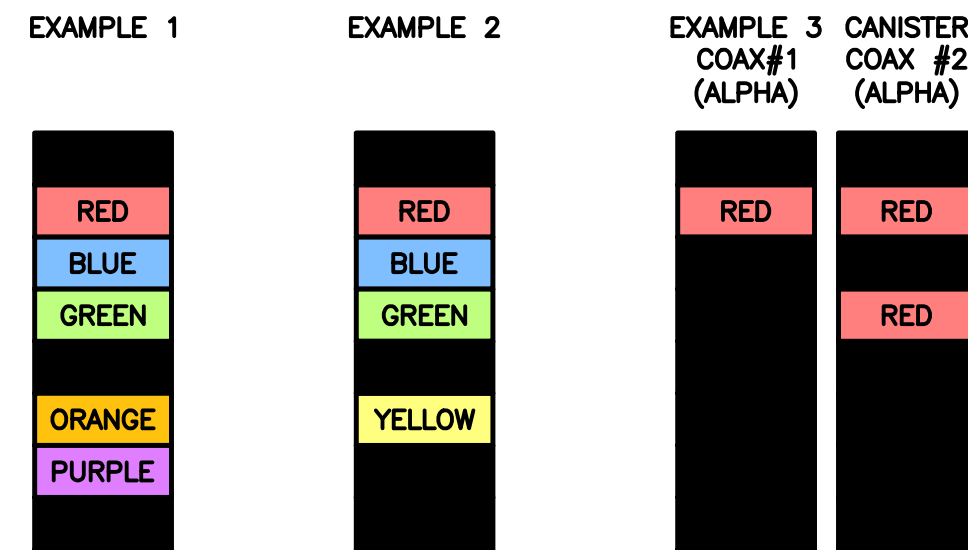 EXAMPLE 1
EXAMPLE 2
EXAMPLE 3
COAX#1
(ALPHA)
CANISTER
COAX #2
(ALPHA)
RED
BLUE
GREEN
ORANGE
PURPLE
RED
BLUE
GREEN
YELLOW
RED
RED
RED